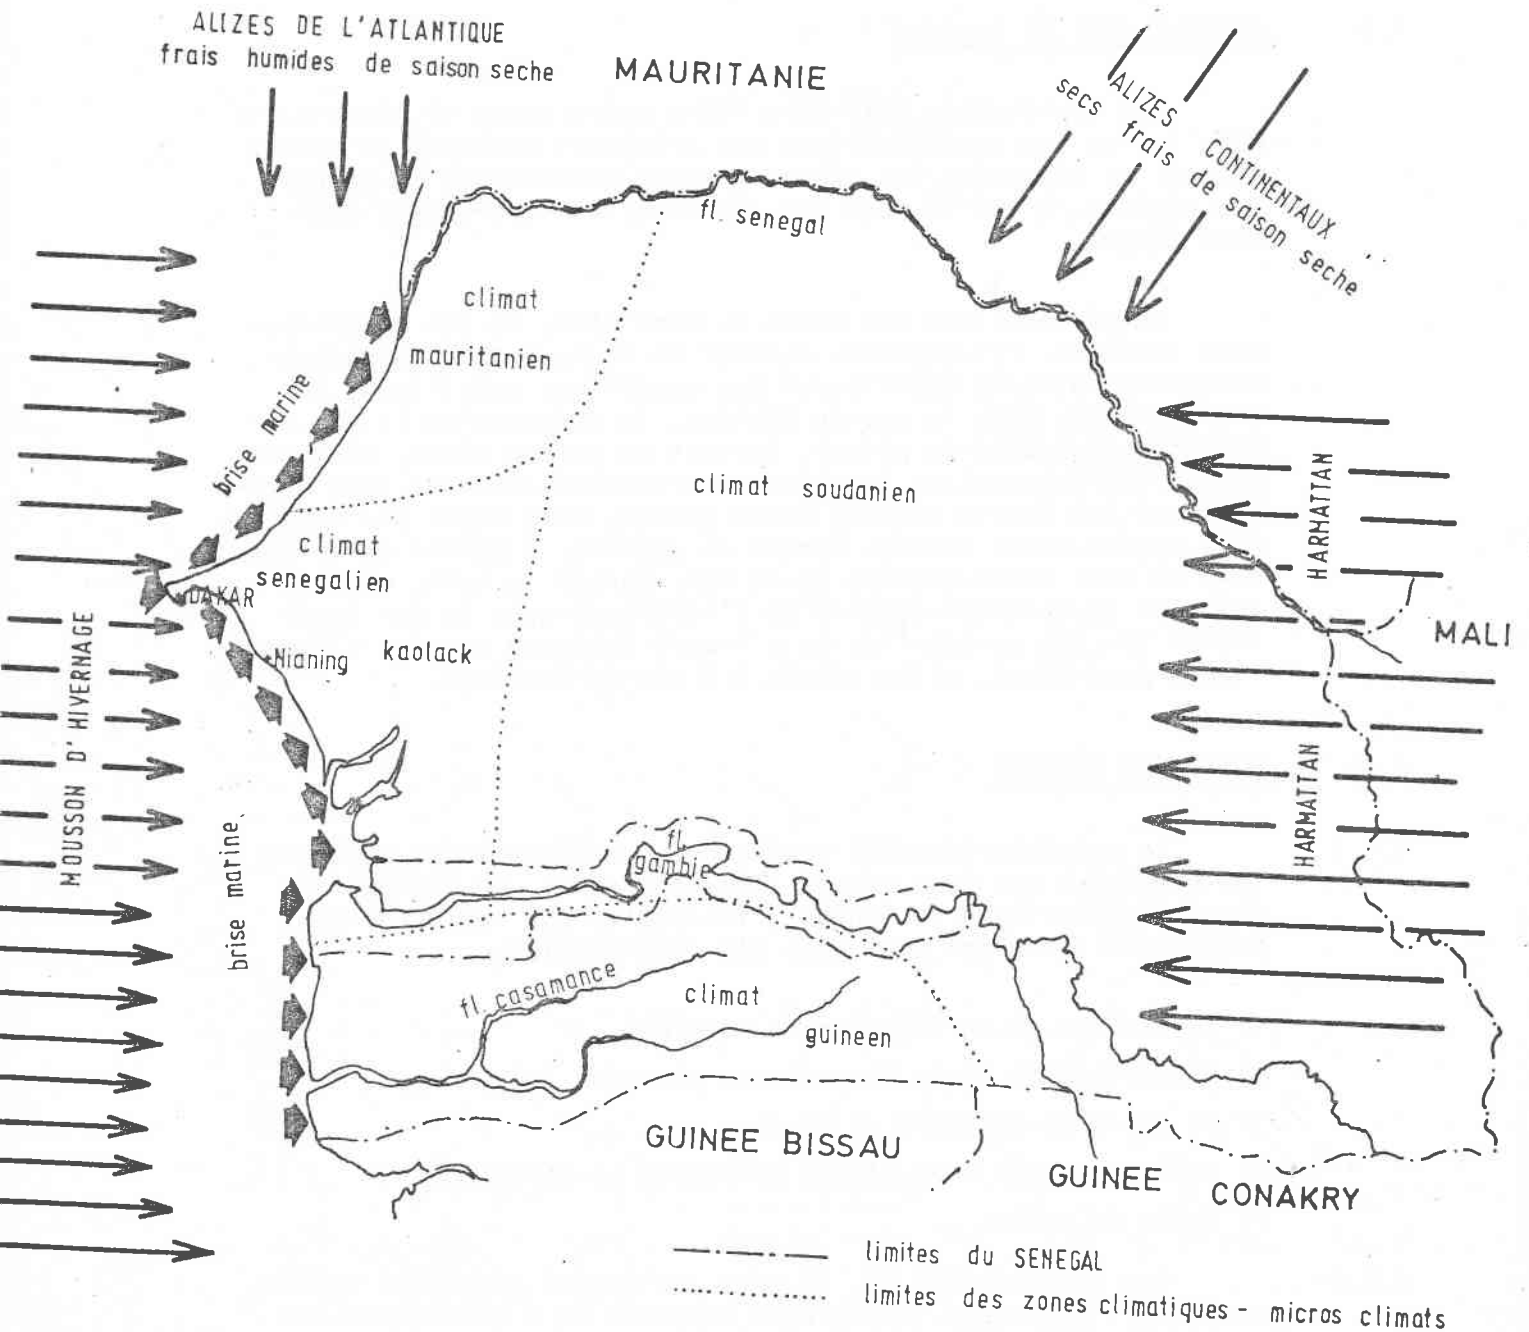 ALIZES DE L'ATLANTIQUE
frais humides de saison seche
MAURITANIE
ALIZES CONTINENTAUX
secs frais de saison seche
fl. senegal
climat
mauritanien
brise marine
climat soudanien
HARMATTAN
climat
senegalien
DAKAR
MALI
Nianing
kaolack
MOUSSON D'HIVERNAGE
HARMATTAN
brise marine
fl.
gambie
fl. casamance
climat
guineen
GUINEE BISSAU
GUINEE CONAKRY
limites du SENEGAL
limites des zones climatiques - micros climats